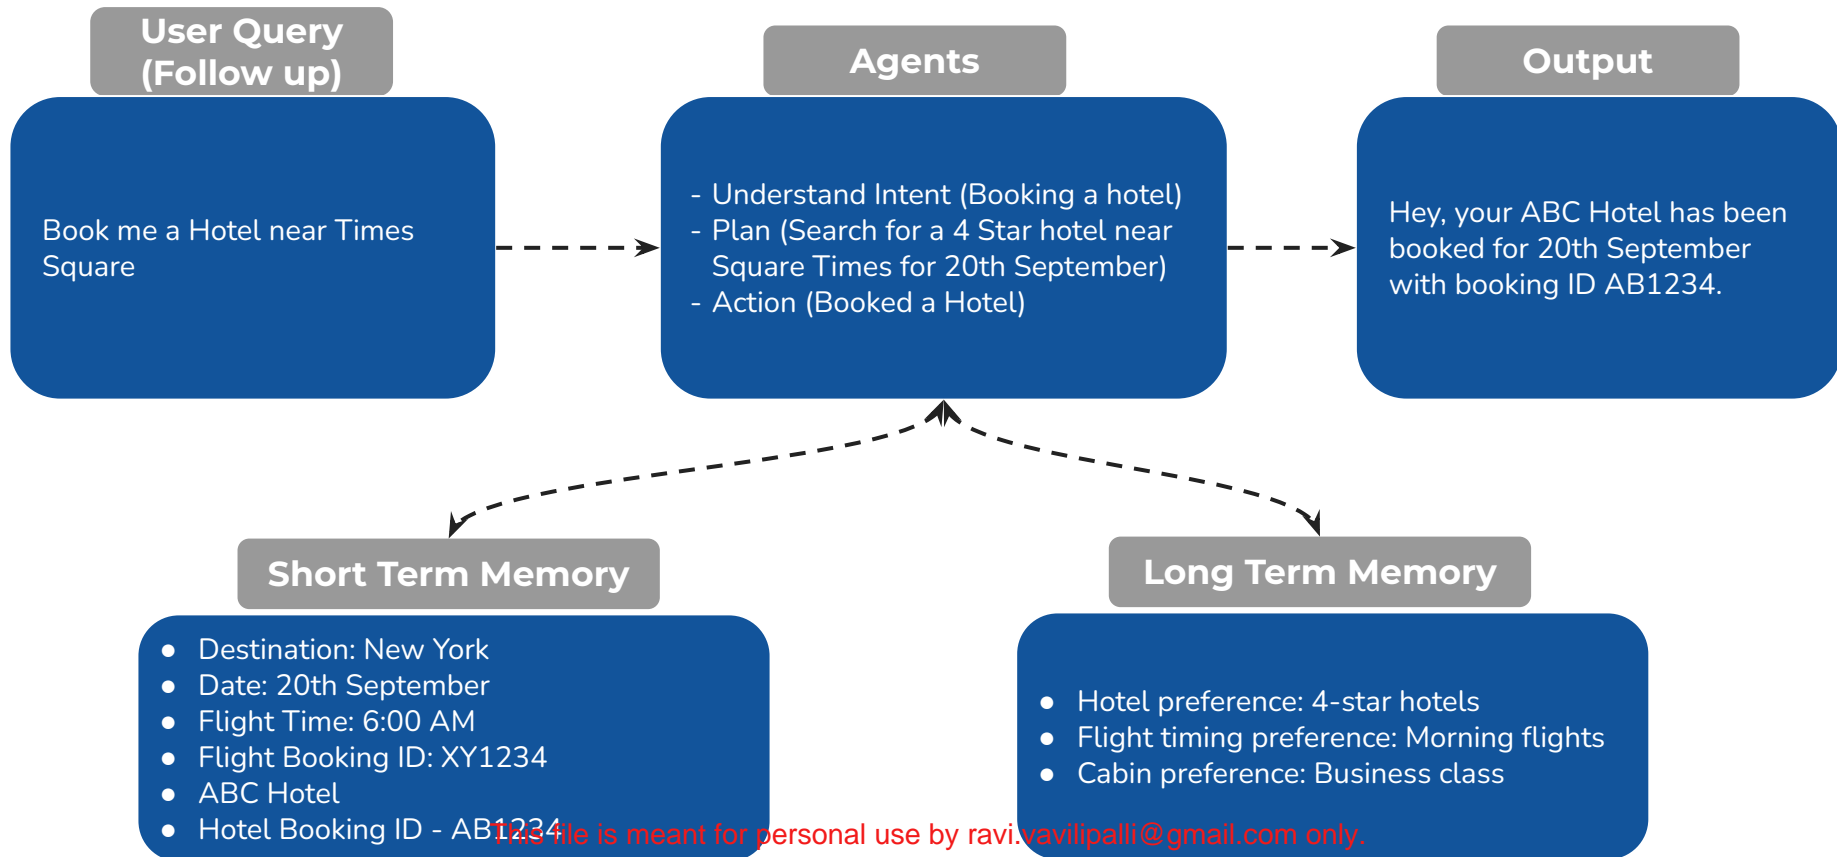 User Query
(Follow up)
Agents
Output
Book me a Hotel near Times
Square
- Understand Intent (Booking a hotel)
- Plan (Search for a 4 Star hotel near
Square Times for 20th September)
- Action (Booked a Hotel)
Hey, your ABC Hotel has been
booked for 20th September
with booking ID AB1234.
Short Term Memory
● Destination: New York
● Date: 20th September
● Flight Time: 6:00 AM
● Flight Booking ID: XY1234
● ABC Hotel
● Hotel Booking ID - AB1234
Long Term Memory
● Hotel preference: 4-star hotels
● Flight timing preference: Morning flights
● Cabin preference: Business class
This file is meant for personal use by ravi.vavilipalli@gmail.com only.